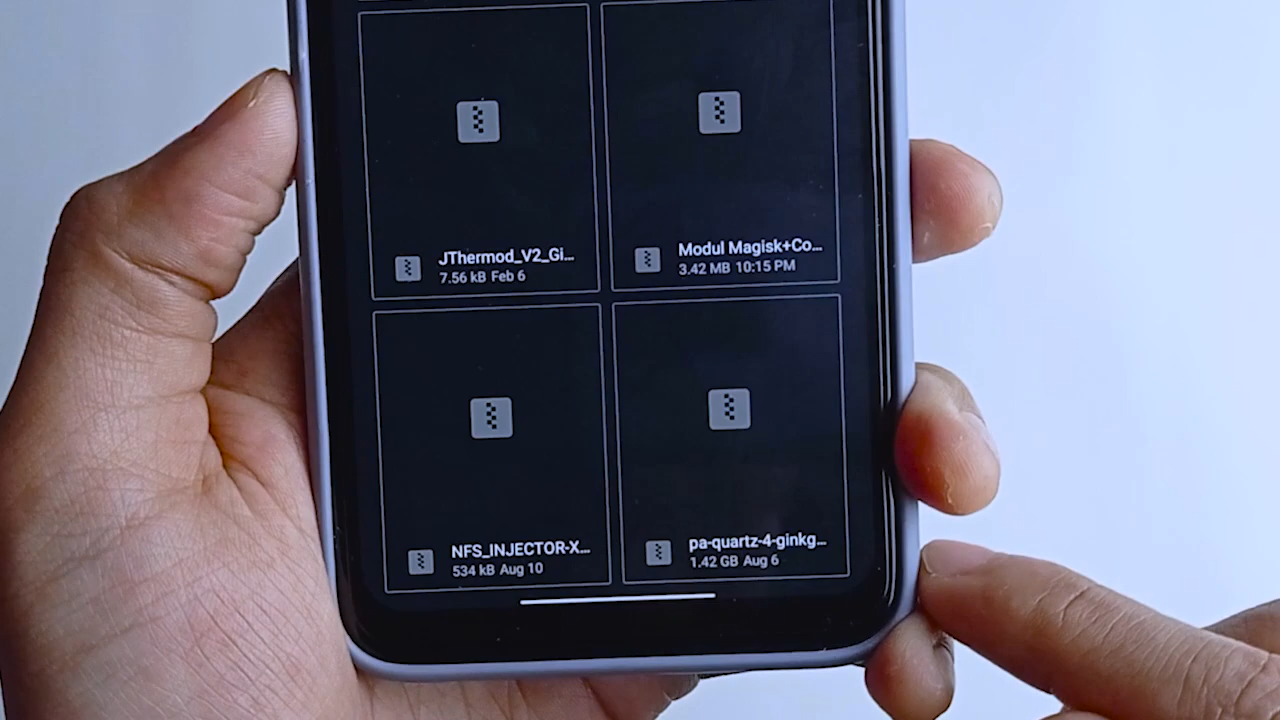 JThermod_V2_Gi...
7.56 kB Feb 6
Modul Magisk+Co...
3.42 MB 10:15 PM
NFS_INJECTOR-X...
534 kB Aug 10
pa-quartz-4-ginkg...
1.42 GB Aug 6